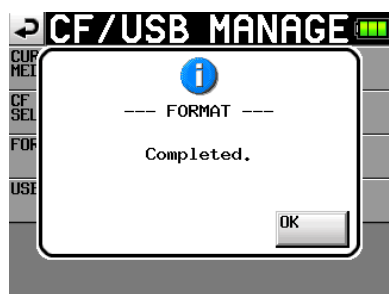 CF/USB MANAGE
CUR
MEI
--- FORMAT ---
CF
SEL
FOR
Completed.
USE
OK